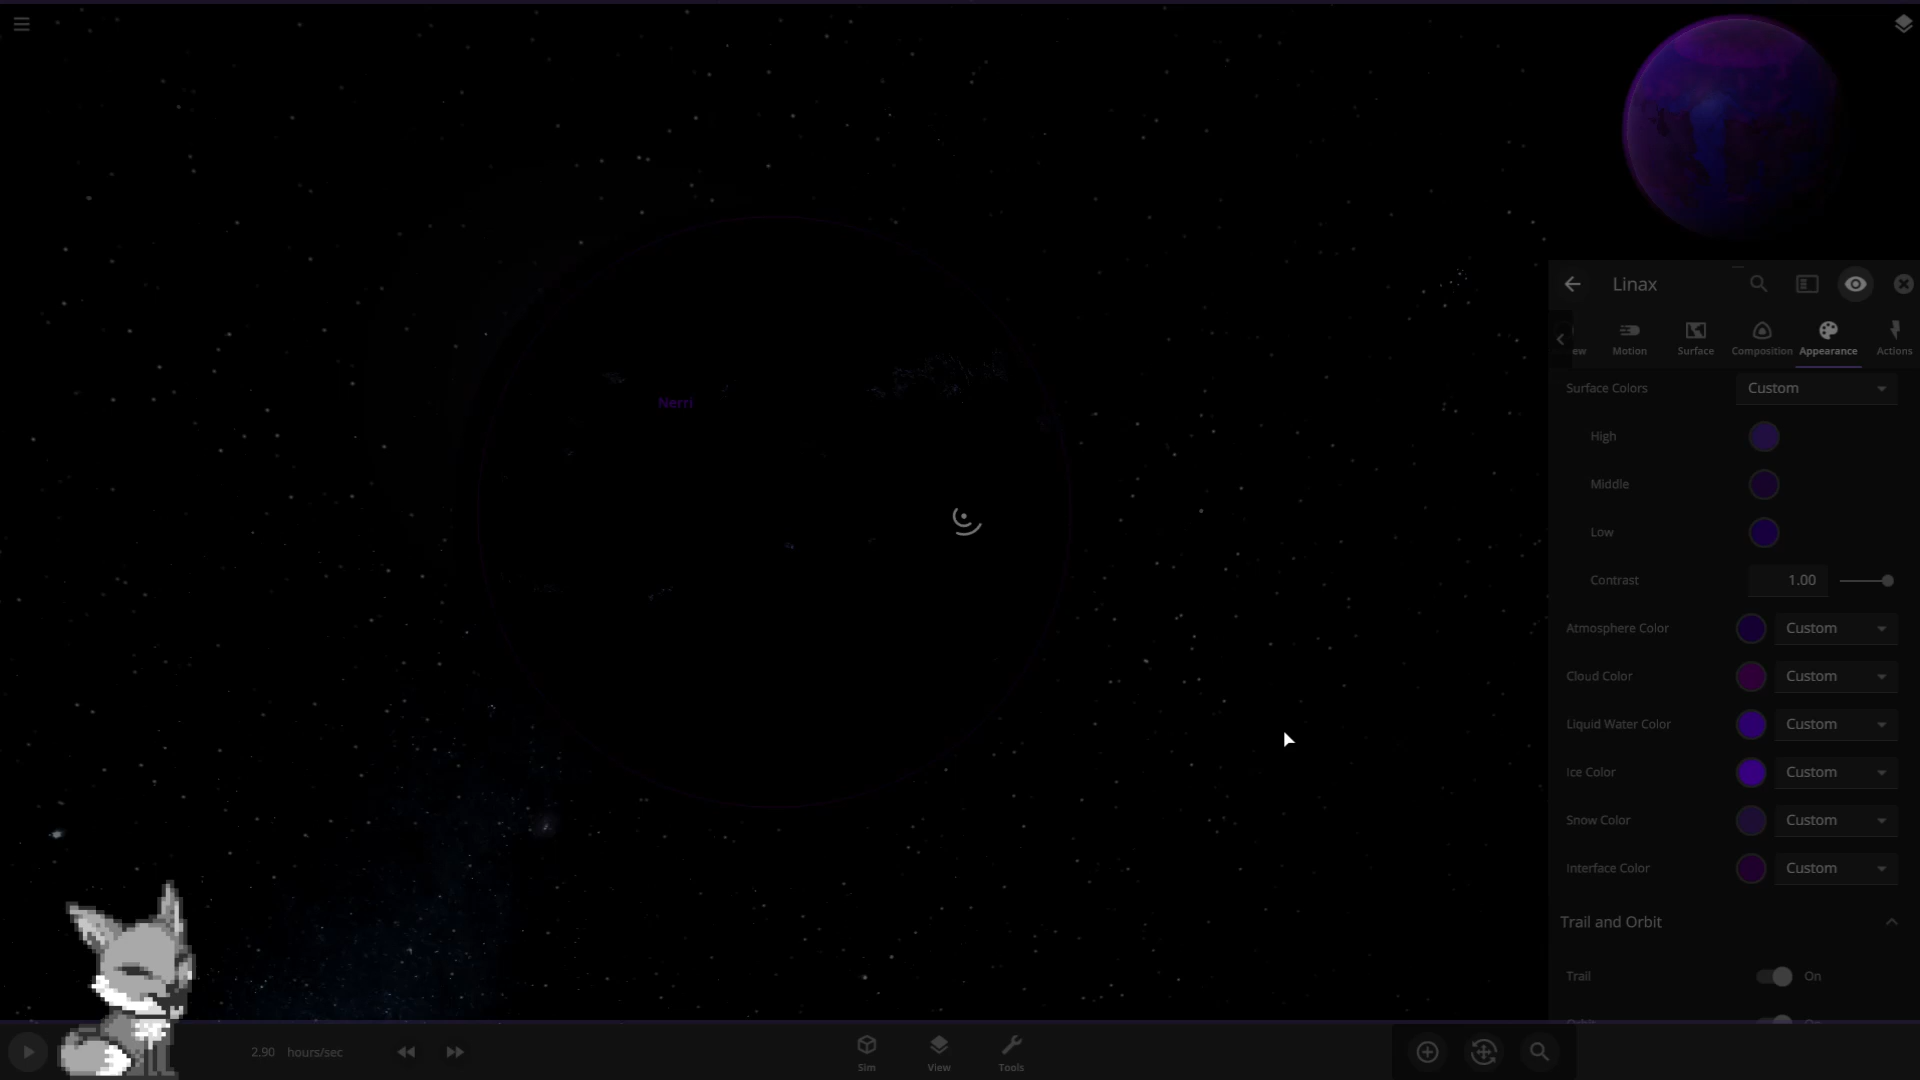 Linax
ew
Motion
Surface
Composition
Appearance
Actions
Surface Colors
Custom
High
Nerri
Middle
Low
Contrast
1.00
Atmosphere Color
Custom
Cloud Color
Custom
Liquid Water Color
Custom
Ice Color
Custom
Snow Color
Custom
Interface Color
Custom
Trail and Orbit
Trail
On
2.90 hours/sec
Sim
View
Tools